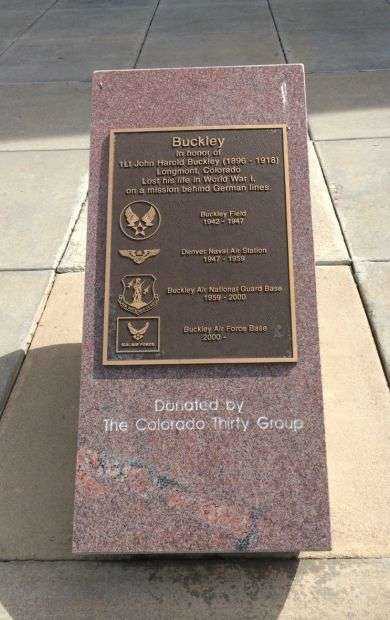 Buckley
In honor of
1Lt John Harold Buckley (1896 - 1918)
Longmont, Colorado
Lost his life in World War I,
on a mission behind German lines.
Buckley Field
1942 - 1947
Denver Naval Air Station
1947 - 1959
Buckley Air National Guard Base
1959 - 2000
Buckley Air Force Base
2000 -
U.S. AIR FORCE
Donated by
The Colorado Thirty Group